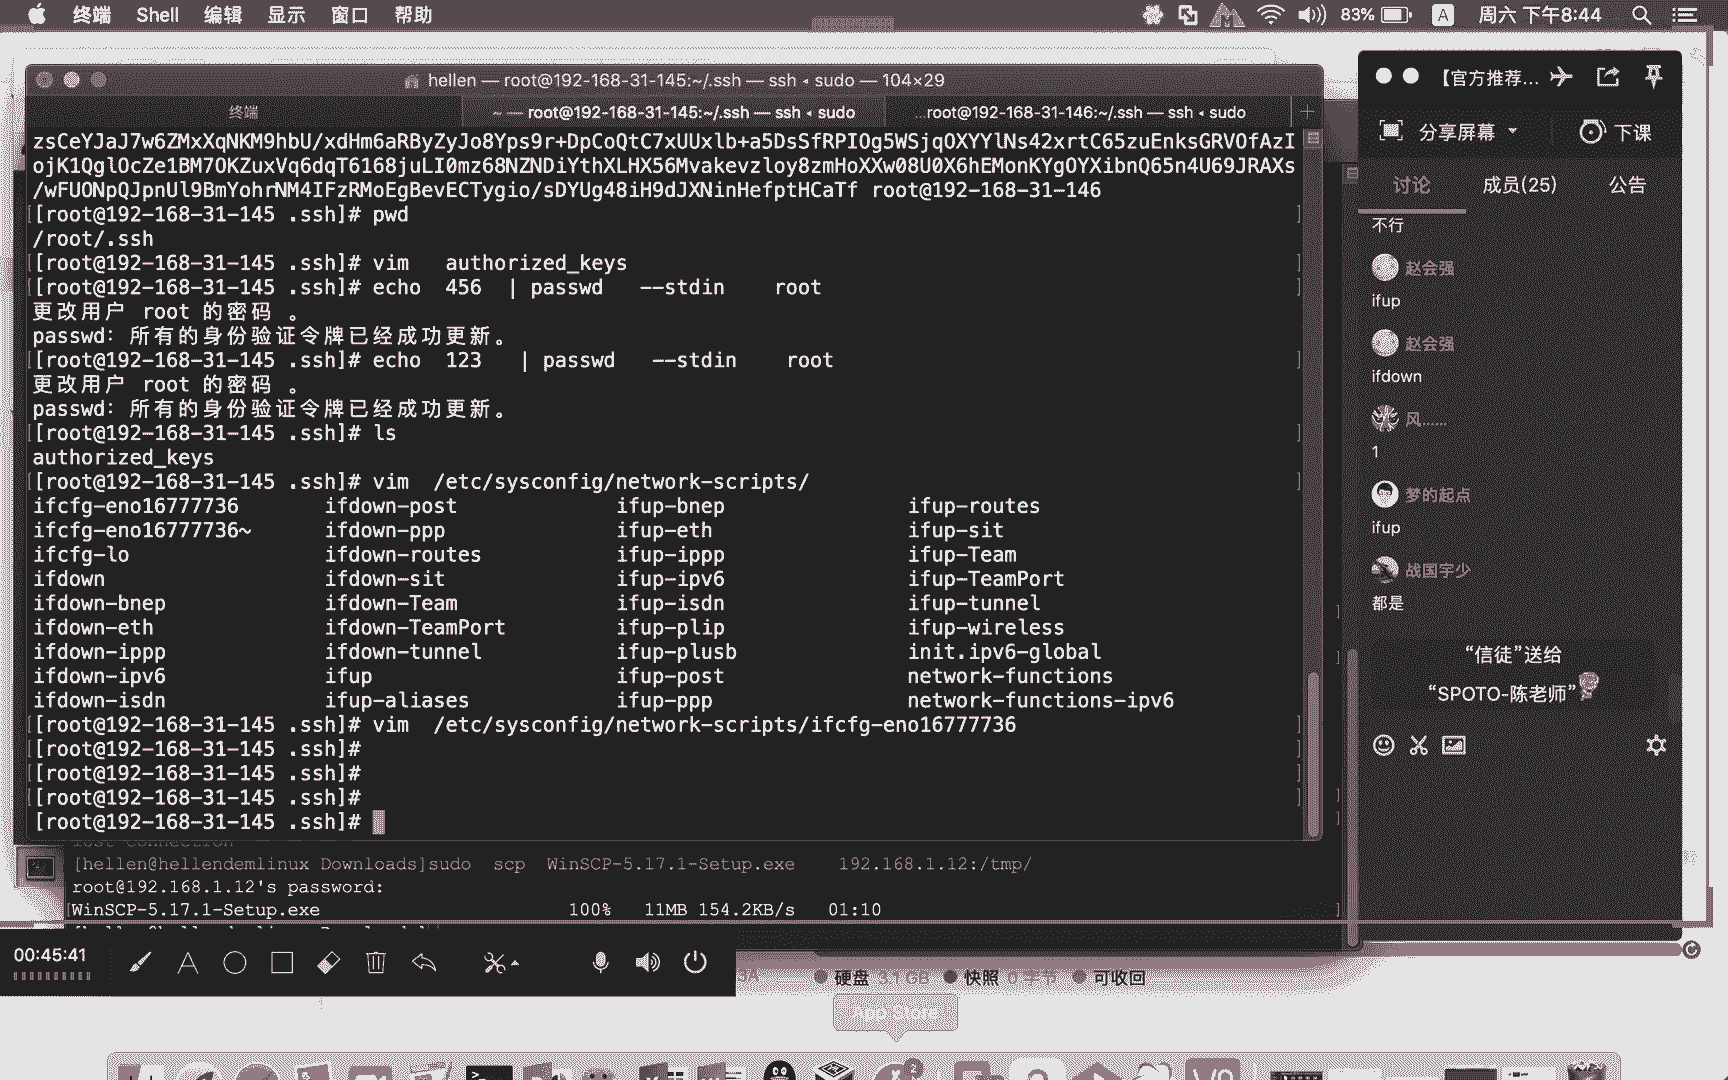 终端 Shell 编辑 显示 窗口 帮助 83% A 周六 下午8:44
hellen — root@192-168-31-145:~/.ssh — ssh ◂ sudo — 104×29
终端 ~ — root@192-168-31-145:~/.ssh — ssh ◂ sudo ...root@192-168-31-146:~/.ssh — ssh ◂ sudo +
zsCeYJaJ7w6ZMxXqNKM9hbU/xdHm6aRByZyJo8Yps9r+DpCoQtC7xUUxlb+a5DsSfRPIOg5WSjqOXYYlNs42xrtC65zuEnksGRVOfAzI
ojK1QglOcZe1BM7OKZuxVq6dqT6168juLI0mz68NZNDiYthXLHX56Mvakevzloy8zmHoXXw08U0X6hEMonKYgOYXibnQ65n4U69JRAXs
/wFUONpQJpnUl9BmYohrNM4IFzRMoEgBevECTygio/sDYUg48iH9dJXNinHefptHCaTf root@192-168-31-146
[[root@192-168-31-145 .ssh]# pwd ]
/root/.ssh
[[root@192-168-31-145 .ssh]# vim   authorized_keys ]
[[root@192-168-31-145 .ssh]# echo  456  | passwd   --stdin    root ]
更改用户 root 的密码 。
passwd：所有的身份验证令牌已经成功更新。
[[root@192-168-31-145 .ssh]# echo  123   | passwd   --stdin    root ]
更改用户 root 的密码 。
passwd：所有的身份验证令牌已经成功更新。
[[root@192-168-31-145 .ssh]# ls ]
authorized_keys
[[root@192-168-31-145 .ssh]# vim  /etc/sysconfig/network-scripts/ ]
ifcfg-eno16777736 ifdown-post ifup-bnep ifup-routes
ifcfg-eno16777736~ ifdown-ppp ifup-eth ifup-sit
ifcfg-lo ifdown-routes ifup-ippp ifup-Team
ifdown ifdown-sit ifup-ipv6 ifup-TeamPort
ifdown-bnep ifdown-Team ifup-isdn ifup-tunnel
ifdown-eth ifdown-TeamPort ifup-plip ifup-wireless
ifdown-ippp ifdown-tunnel ifup-plusb init.ipv6-global
ifdown-ipv6 ifup ifup-post network-functions
ifdown-isdn ifup-aliases ifup-ppp network-functions-ipv6
[[root@192-168-31-145 .ssh]# vim  /etc/sysconfig/network-scripts/ifcfg-eno16777736 ]
[[root@192-168-31-145 .ssh]# ]
[[root@192-168-31-145 .ssh]# ]
[[root@192-168-31-145 .ssh]# ]
[root@192-168-31-145 .ssh]#
[hellen@hellendemlinux Downloads]sudo  scp  WinSCP-5.17.1-Setup.exe    192.168.1.12:/tmp/
root@192.168.1.12's password:
WinSCP-5.17.1-Setup.exe 100% 11MB 154.2KB/s 01:10
00:45:41
硬盘 3.1 GB 快照 0 字节 可收回
App Store
【官方推荐...
分享屏幕 下课
讨论 成员(25) 公告
不行
赵会强
ifup
赵会强
ifdown
风......
1
梦的起点
ifup
战国宇少
都是
“信徒”送给
“SPOTO-陈老师”